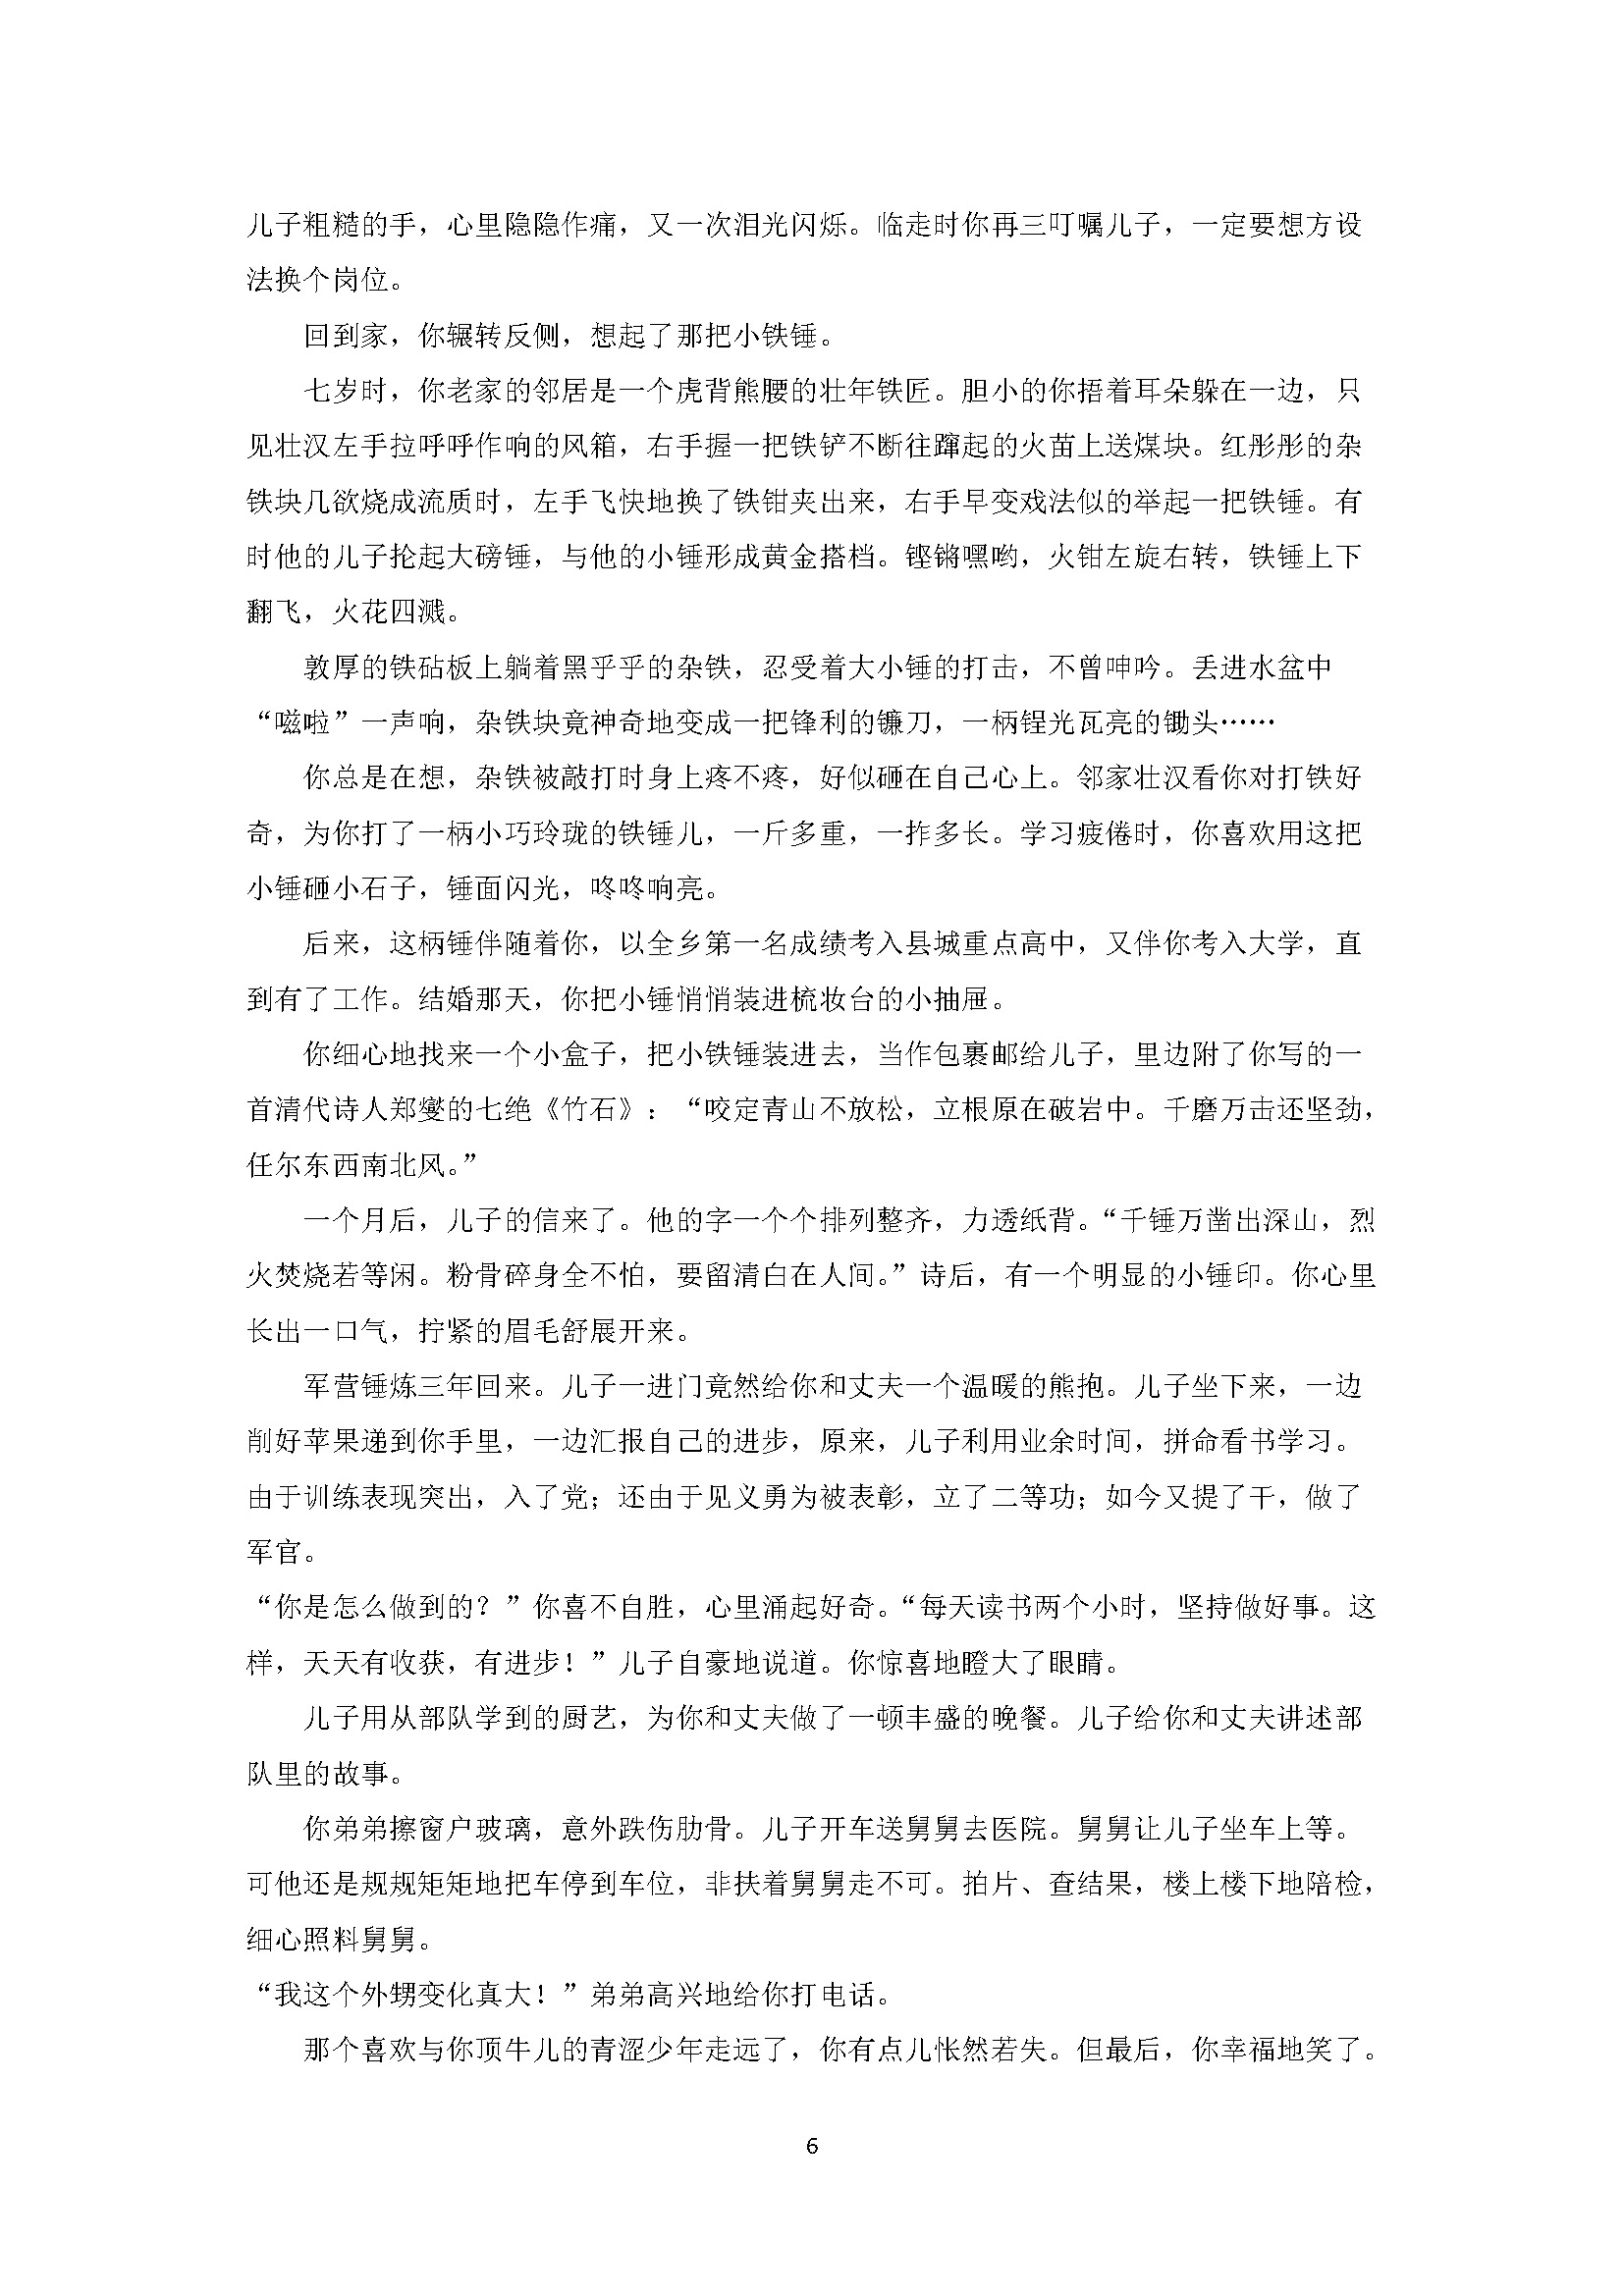 儿子粗糙的手，心里隐隐作痛，又一次泪光闪烁。临走时你再三叮嘱儿子，一定要想方设
法换个岗位。
回到家，你辗转反侧，想起了那把小铁锤。
七岁时，你老家的邻居是一个虎背熊腰的壮年铁匠。胆小的你捂着耳朵躲在一边，只
见壮汉左手拉呼呼作响的风箱，右手握一把铁铲不断往蹿起的火苗上送煤块。红彤彤的杂
铁块几欲烧成流质时，左手飞快地换了铁钳夹出来，右手早变戏法似的举起一把铁锤。有
时他的儿子抡起大磅锤，与他的小锤形成黄金搭档。铿锵嘿哟，火钳左旋右转，铁锤上下
翻飞，火花四溅。
敦厚的铁砧板上躺着黑乎乎的杂铁，忍受着大小锤的打击，不曾呻吟。丢进水盆中
“嗞啦”一声响，杂铁块竟神奇地变成一把锋利的镰刀，一柄锃光瓦亮的锄头……
你总是在想，杂铁被敲打时身上疼不疼，好似砸在自己心上。邻家壮汉看你对打铁好
奇，为你打了一柄小巧玲珑的铁锤儿，一斤多重，一拃多长。学习疲倦时，你喜欢用这把
小锤砸小石子，锤面闪光，咚咚响亮。
后来，这柄锤伴随着你，以全乡第一名成绩考入县城重点高中，又伴你考入大学，直
到有了工作。结婚那天，你把小锤悄悄装进梳妆台的小抽屉。
你细心地找来一个小盒子，把小铁锤装进去，当作包裹邮给儿子，里边附了你写的一
首清代诗人郑燮的七绝《竹石》：“咬定青山不放松，立根原在破岩中。千磨万击还坚劲，
任尔东西南北风。”
一个月后，儿子的信来了。他的字一个个排列整齐，力透纸背。“千锤万凿出深山，烈
火焚烧若等闲。粉骨碎身全不怕，要留清白在人间。”诗后，有一个明显的小锤印。你心里
长出一口气，拧紧的眉毛舒展开来。
军营锤炼三年回来。儿子一进门竟然给你和丈夫一个温暖的熊抱。儿子坐下来，一边
削好苹果递到你手里，一边汇报自己的进步，原来，儿子利用业余时间，拼命看书学习。
由于训练表现突出，入了党；还由于见义勇为被表彰，立了二等功；如今又提了干，做了
军官。
“你是怎么做到的？”你喜不自胜，心里涌起好奇。“每天读书两个小时，坚持做好事。这
样，天天有收获，有进步！”儿子自豪地说道。你惊喜地瞪大了眼睛。
儿子用从部队学到的厨艺，为你和丈夫做了一顿丰盛的晚餐。儿子给你和丈夫讲述部
队里的故事。
你弟弟擦窗户玻璃，意外跌伤肋骨。儿子开车送舅舅去医院。舅舅让儿子坐车上等。
可他还是规规矩矩地把车停到车位，非扶着舅舅走不可。拍片、查结果，楼上楼下地陪检，
细心照料舅舅。
“我这个外甥变化真大！”弟弟高兴地给你打电话。
那个喜欢与你顶牛儿的青涩少年走远了，你有点儿怅然若失。但最后，你幸福地笑了。
6